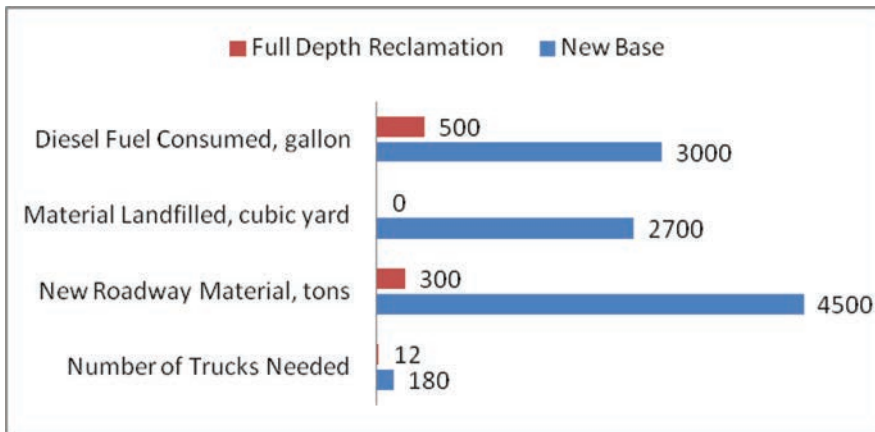 Full Depth Reclamation New Base
Diesel Fuel Consumed, gallon 500
3000
Material Landfilled, cubic yard 0
2700
New Roadway Material, tons 300
4500
Number of Trucks Needed 12
180